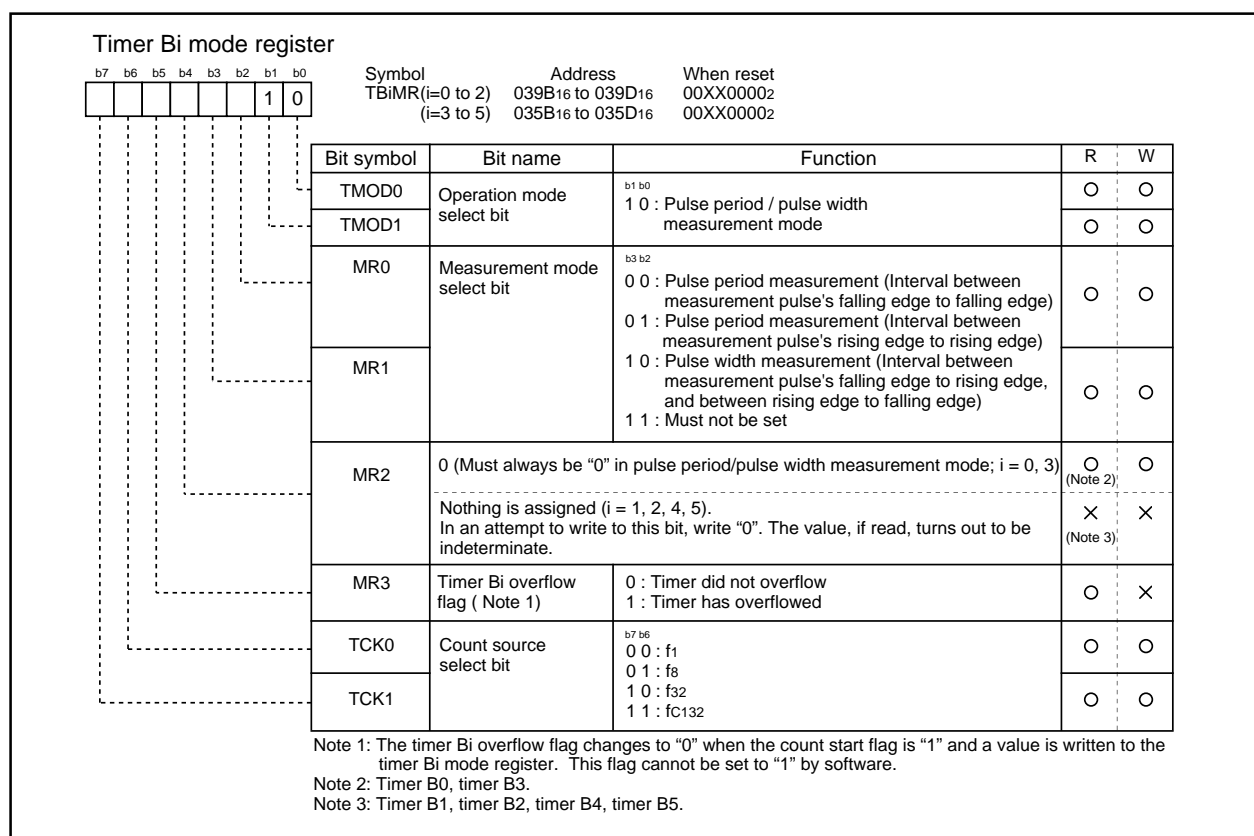 Timer Bi mode register
b7 b6 b5 b4 b3 b2 b1 b0
1 0
Symbol Address When reset
TBiMR(i=0 to 2) 039B16 to 039D16 00XX00002
(i=3 to 5) 035B16 to 035D16 00XX00002
Bit symbol Bit name Function R W
TMOD0
TMOD1
Operation mode
select bit
b1 b0
1 0 : Pulse period / pulse width
measurement mode
MR0
MR1
Measurement mode
select bit
b3 b2
0 0 : Pulse period measurement (Interval between
measurement pulse's falling edge to falling edge)
0 1 : Pulse period measurement (Interval between
measurement pulse's rising edge to rising edge)
1 0 : Pulse width measurement (Interval between
measurement pulse's falling edge to rising edge,
and between rising edge to falling edge)
1 1 : Must not be set
MR2
0 (Must always be “0” in pulse period/pulse width measurement mode; i = 0, 3)
(Note 2)
Nothing is assigned (i = 1, 2, 4, 5).
In an attempt to write to this bit, write “0”. The value, if read, turns out to be
indeterminate.
(Note 3)
MR3
Timer Bi overflow
flag ( Note 1)
0 : Timer did not overflow
1 : Timer has overflowed
TCK0
TCK1
Count source
select bit
b7 b6
0 0 : f1
0 1 : f8
1 0 : f32
1 1 : fC132
Note 1: The timer Bi overflow flag changes to “0” when the count start flag is “1” and a value is written to the
timer Bi mode register. This flag cannot be set to “1” by software.
Note 2: Timer B0, timer B3.
Note 3: Timer B1, timer B2, timer B4, timer B5.